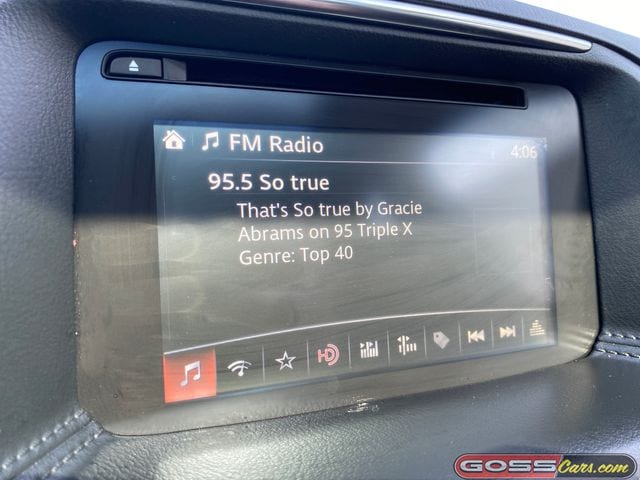 FM Radio
4:06
95.5 So true
That's So true by Gracie
Abrams on 95 Triple X
Genre: Top 40
HD
GOSSCars.com